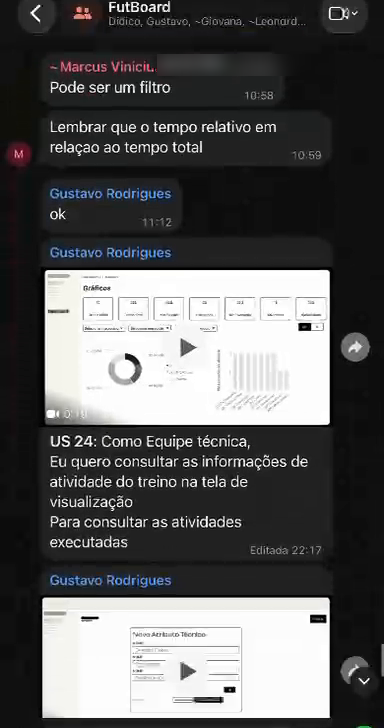 FutBoard
Dídico, Gustavo, ~Giovana, ~Leonard...
~Marcus Viníci...
Pode ser um filtro
10:58
Lembrar que o tempo relativo em
relaçao ao tempo total
10:59
M
Gustavo Rodrigues
ok
11:12
Gustavo Rodrigues
Gráficos
US 24: Como Equipe técnica,
Eu quero consultar as informações de
atividade do treino na tela de
visualização
Para consultar as atividades
executadas
Editada 22:17
Gustavo Rodrigues
Novo Atributo Técnico